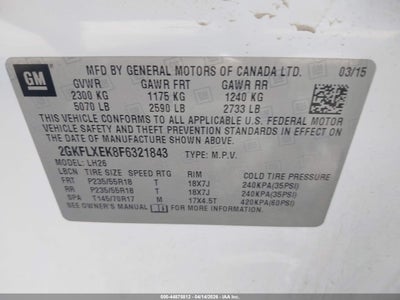 GM
MFD BY GENERAL MOTORS OF CANADA LTD. 03/15
GVWR GAWR FRT GAWR RR
2300 KG 1175 KG 1240 KG
5070 LB 2590 LB 2733 LB
THIS VEHICLE CONFORMS TO ALL APPLICABLE U.S. FEDERAL
MOTOR VEHICLE SAFETY AND THEFT PREVENTION STANDARDS
IN EFFECT ON THE DATE OF MANUFACTURE SHOWN ABOVE.
2GKFLXEK8F6321843 TYPE: M.P.V.
MODEL: LH26
LBCN: TIRE SIZE SPEED RTG RIM COLD TIRE PRESSURE
FRT P235/55R18 T 18X7J 240KPA(35PSI)
RR P235/55R18 T 18X7J 240KPA(35PSI)
SPA T145/70R17 M 17X4.5T 420KPA(60PSI)
SEE OWNER'S MANUAL FOR MORE INFORMATION.
500-44675812 - 04/14/2026 - IAA Holdings, LLC